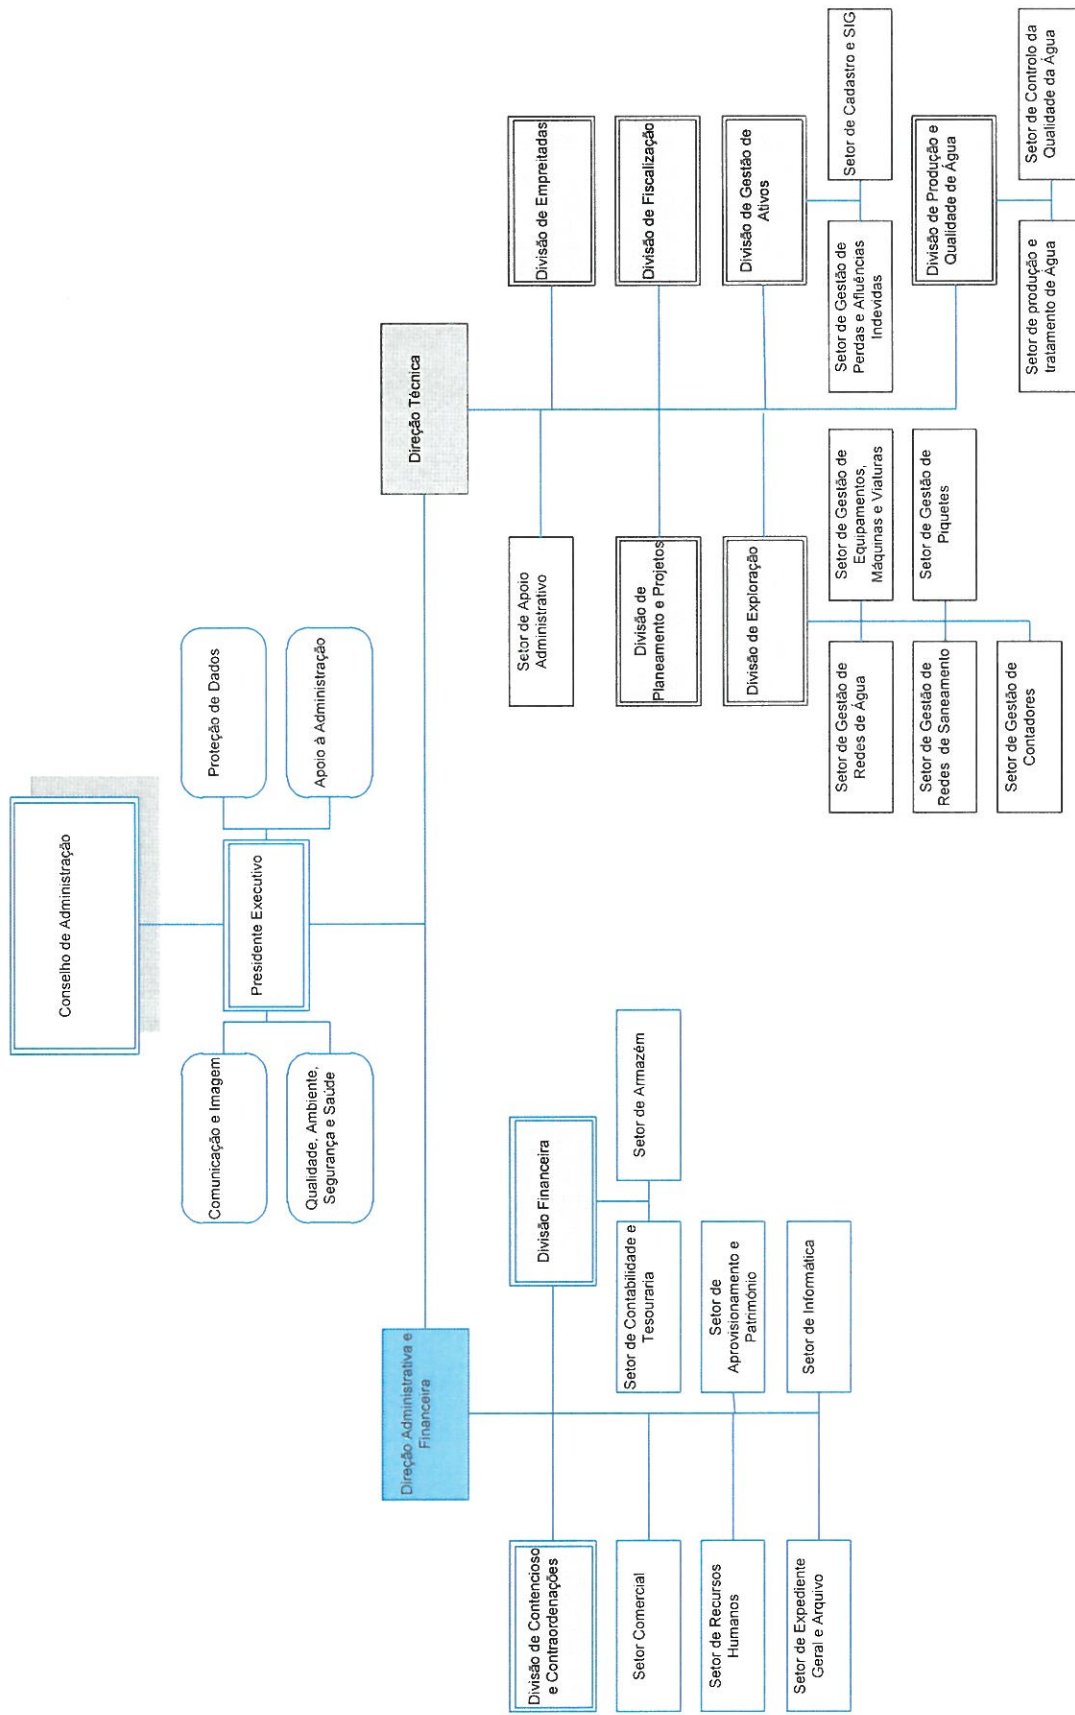 Conselho de Administração
Comunicação e Imagem
Proteção de Dados
Presidente Executivo
Qualidade, Ambiente,
Segurança e Saúde
Apoio à Administração
Direção Administrativa e
Financeira
Direção Técnica
Divisão de Contencioso
e Contraordenações
Divisão Financeira
Setor Comercial
Setor de Contabilidade e
Tesouraria
Setor de Armazém
Setor de Recursos
Humanos
Setor de
Aprovisionamento e
Património
Setor de Expediente
Geral e Arquivo
Setor de Informática
Setor de Apoio
Administrativo
Divisão de Empreitadas
Divisão de
Planeamento e Projetos
Divisão de Fiscalização
Divisão de Exploração
Divisão de Gestão de
Ativos
Setor de Gestão de
Redes de Água
Setor de Gestão de
Equipamentos,
Máquinas e Viaturas
Setor de Gestão de
Perdas e Afluências
Indevidas
Setor de Cadastro e SIG
Setor de Gestão de
Redes de Saneamento
Setor de Gestão de
Piquetes
Divisão de Produção e
Qualidade de Água
Setor de Gestão de
Contadores
Setor de produção e
tratamento de Água
Setor de Controlo da
Qualidade da Água